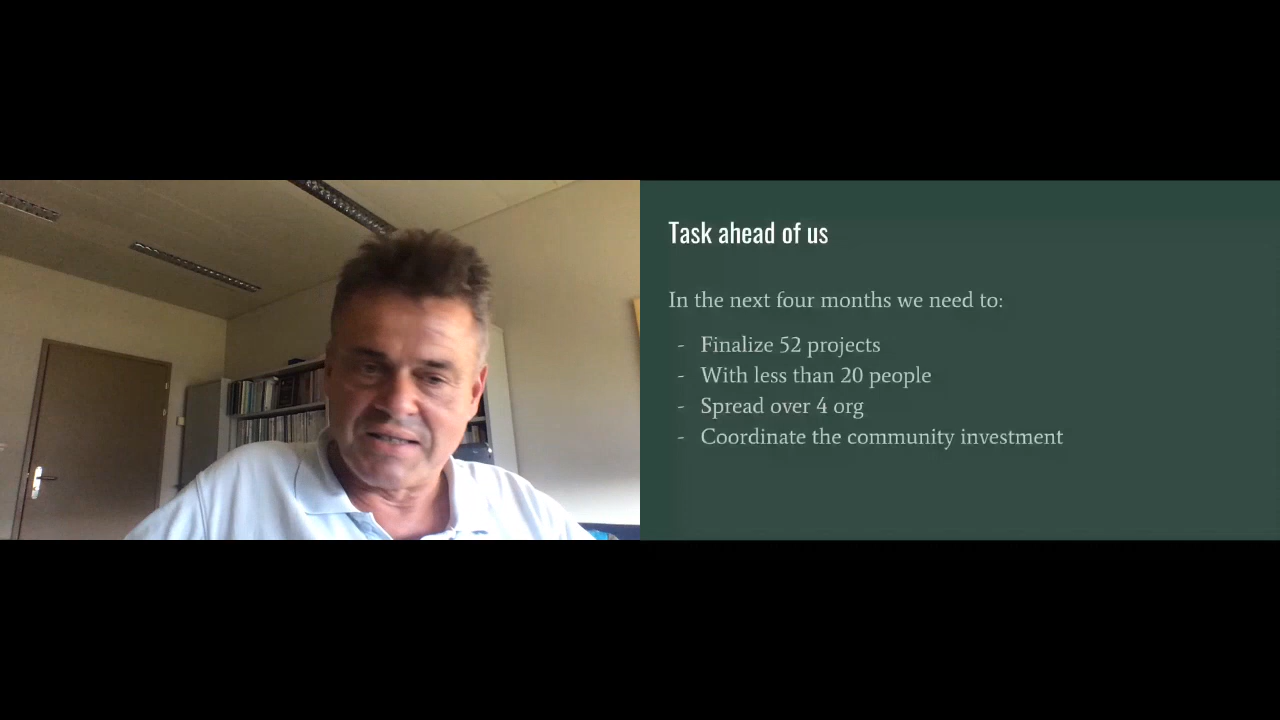 Task ahead of us
In the next four months we need to:
- Finalize 52 projects
- With less than 20 people
- Spread over 4 org
- Coordinate the community investment